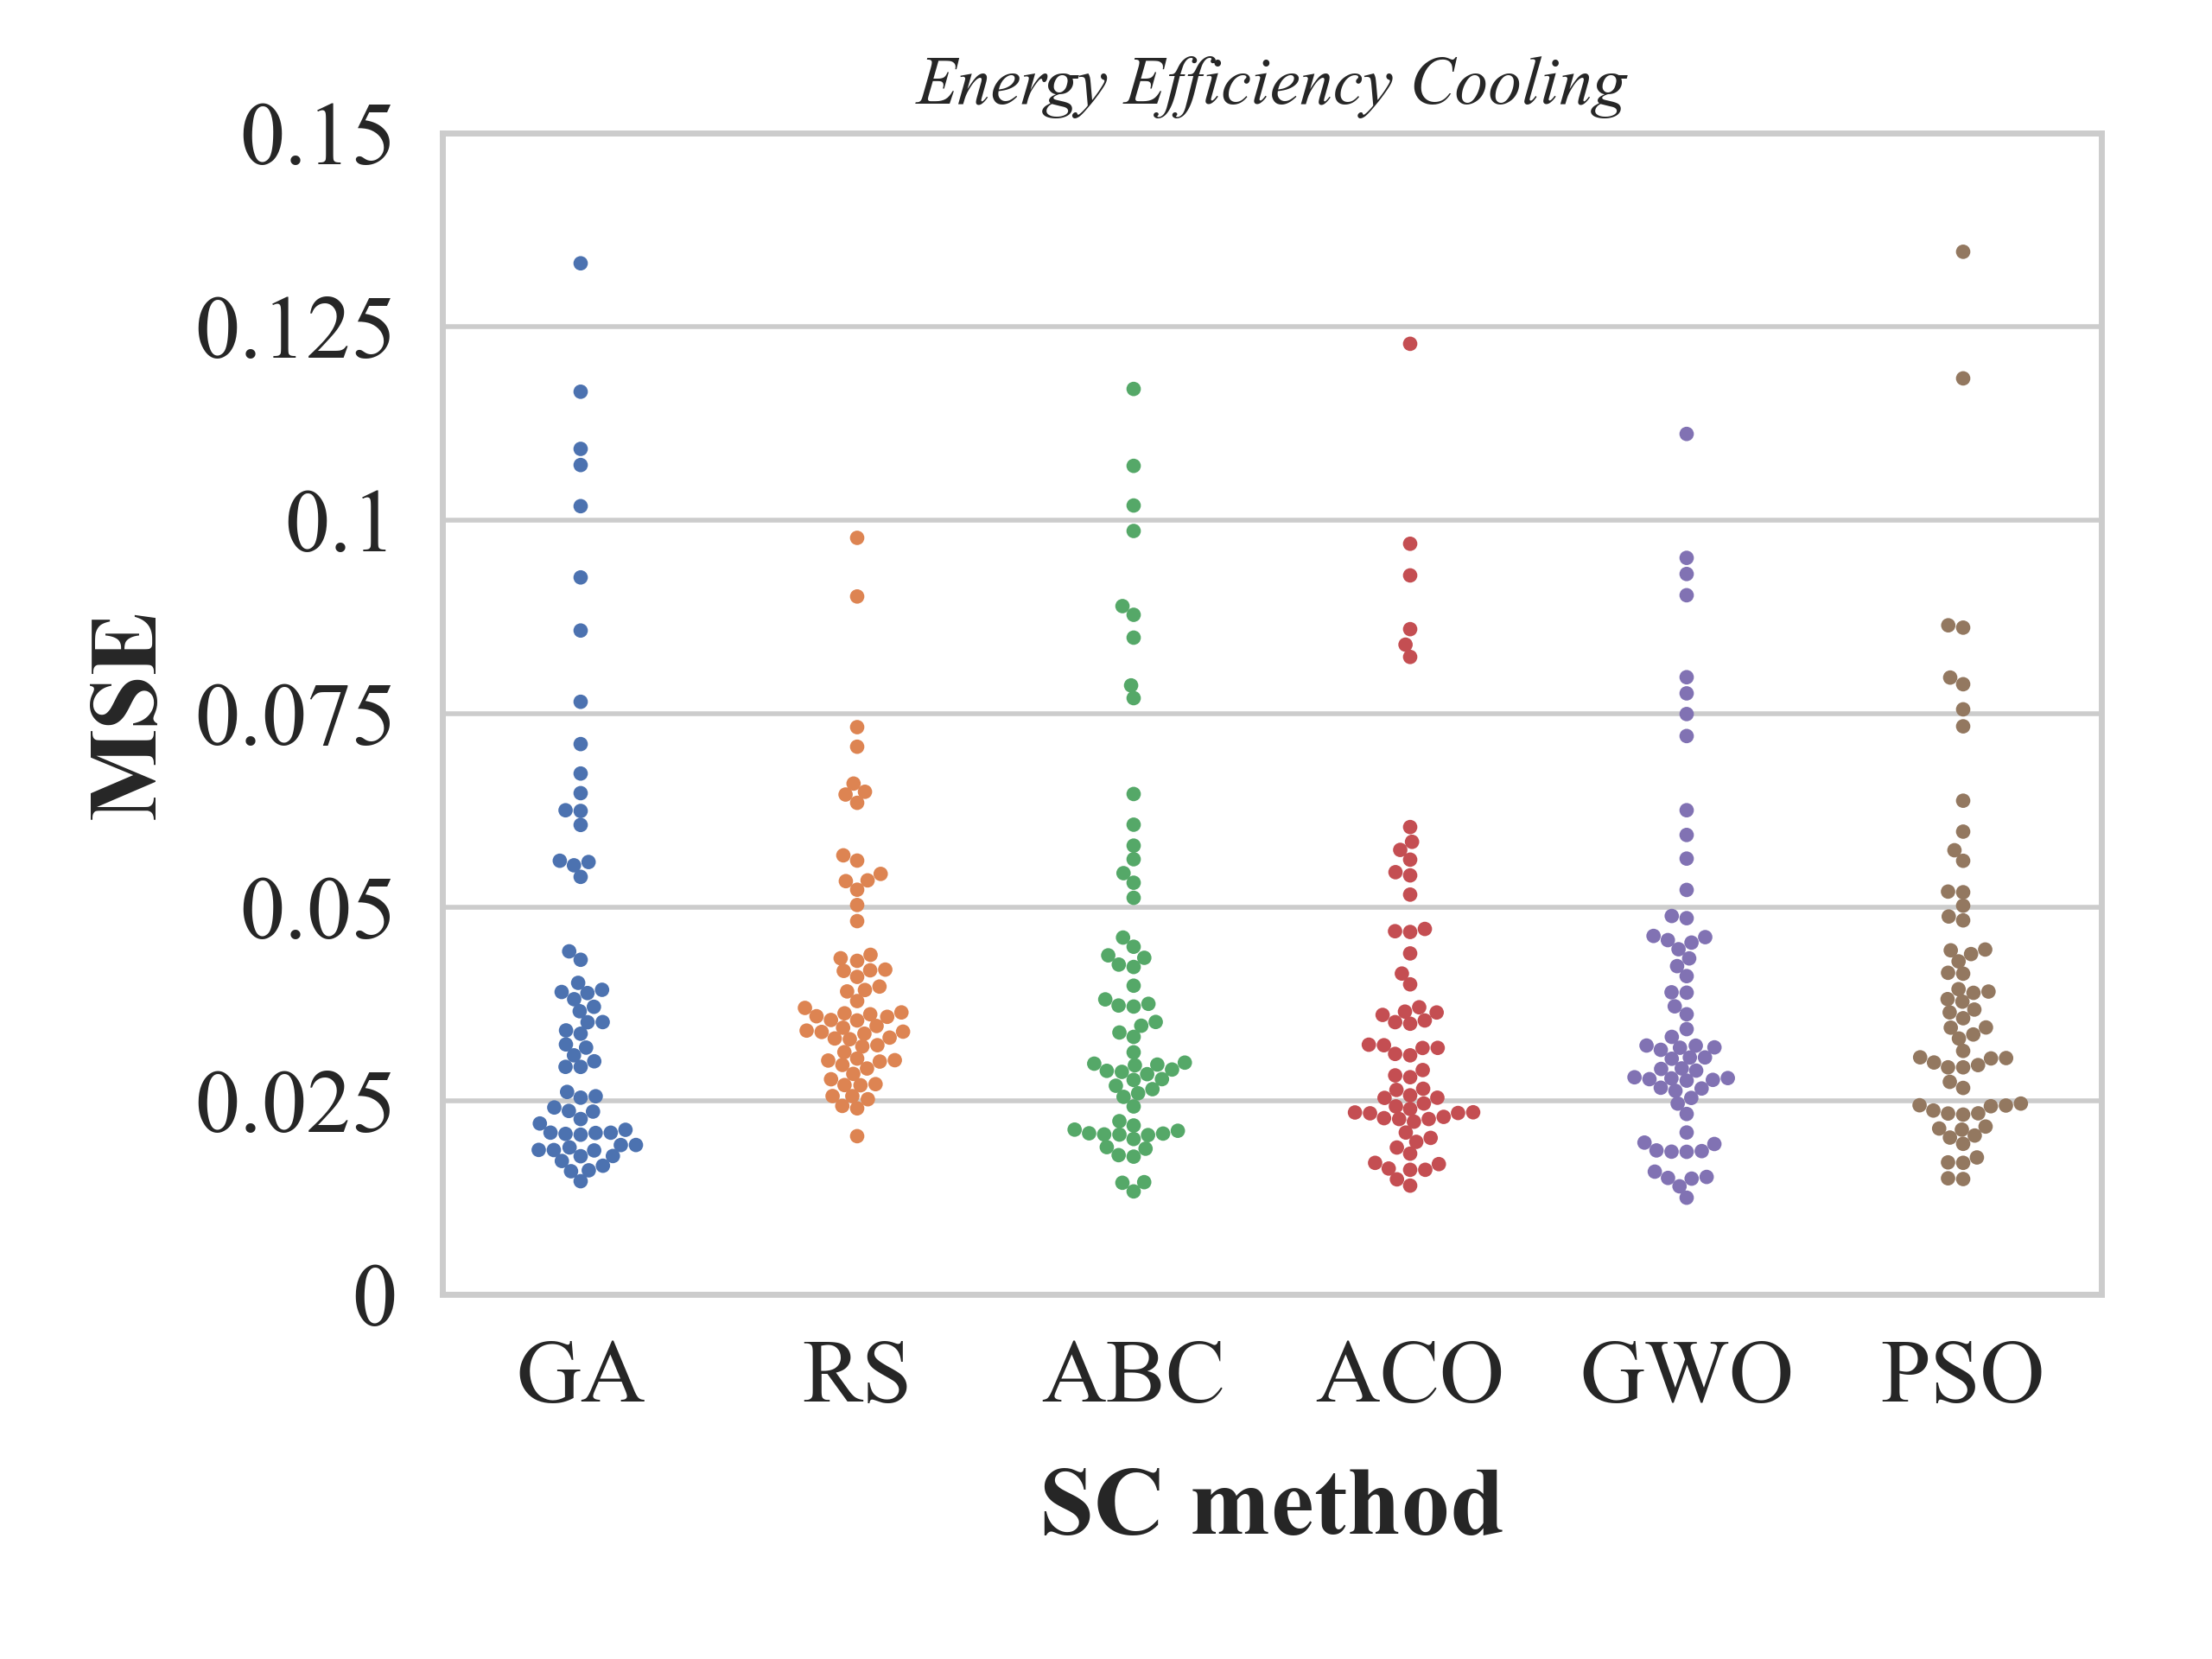 Energy Efficiency Cooling
0.15
0.125
0.1
0.075
0.05
0.025
0
MSE
GA RS ABC ACO GWO PSO
SC method